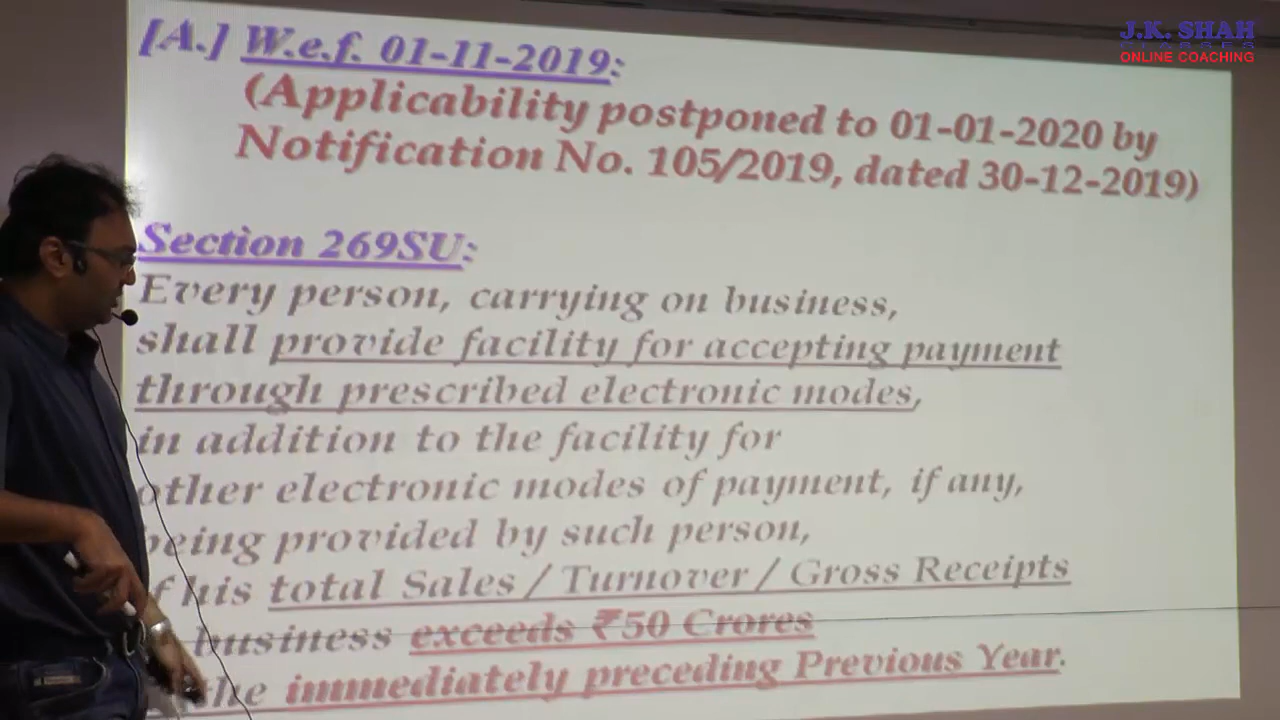 J.K. SHAH
CLASSES
ONLINE COACHING
[A.] W.e.f. 01-11-2019:
(Applicability postponed to 01-01-2020 by
Notification No. 105/2019, dated 30-12-2019)
Section 269SU:
Every person, carrying on business,
shall provide facility for accepting payment
through prescribed electronic modes,
in addition to the facility for
other electronic modes of payment, if any,
being provided by such person,
his total Sales / Turnover / Gross Receipts
business exceeds ₹50 Crores
the immediately preceding Previous Year.